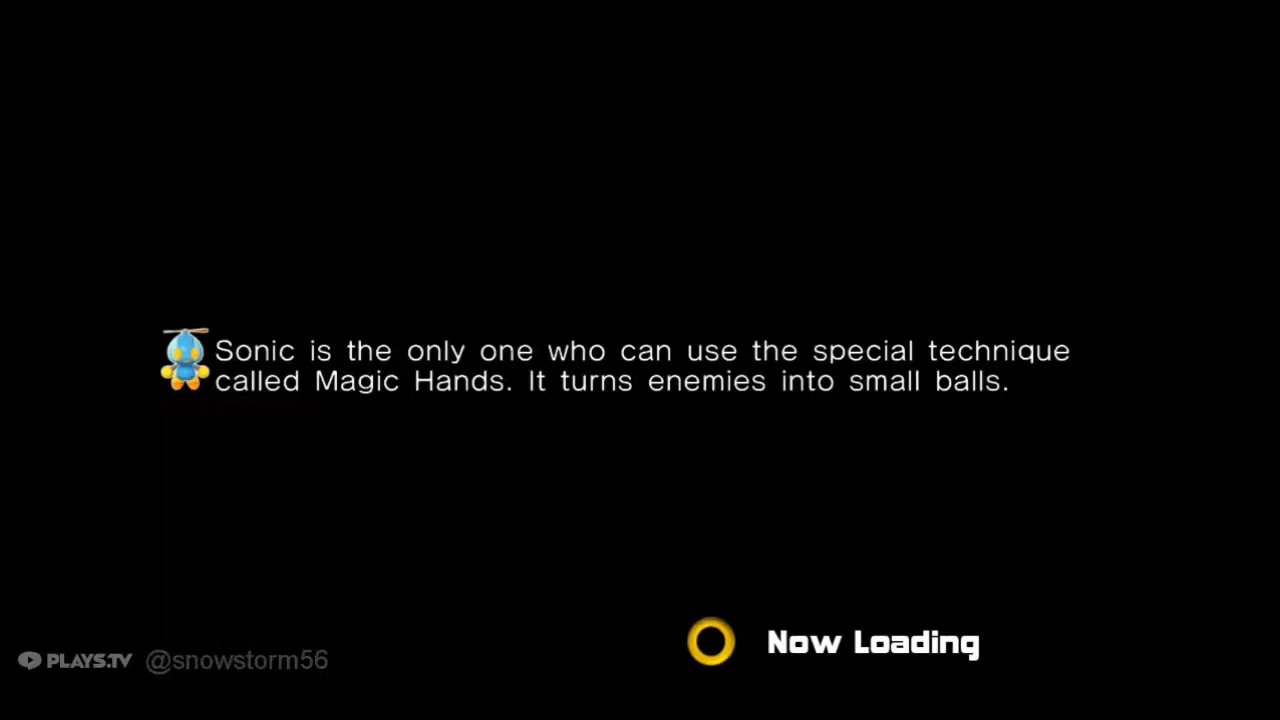 Sonic is the only one who can use the special technique
called Magic Hands. It turns enemies into small balls.
Now Loading
PLAYS.TV @snowstorm56